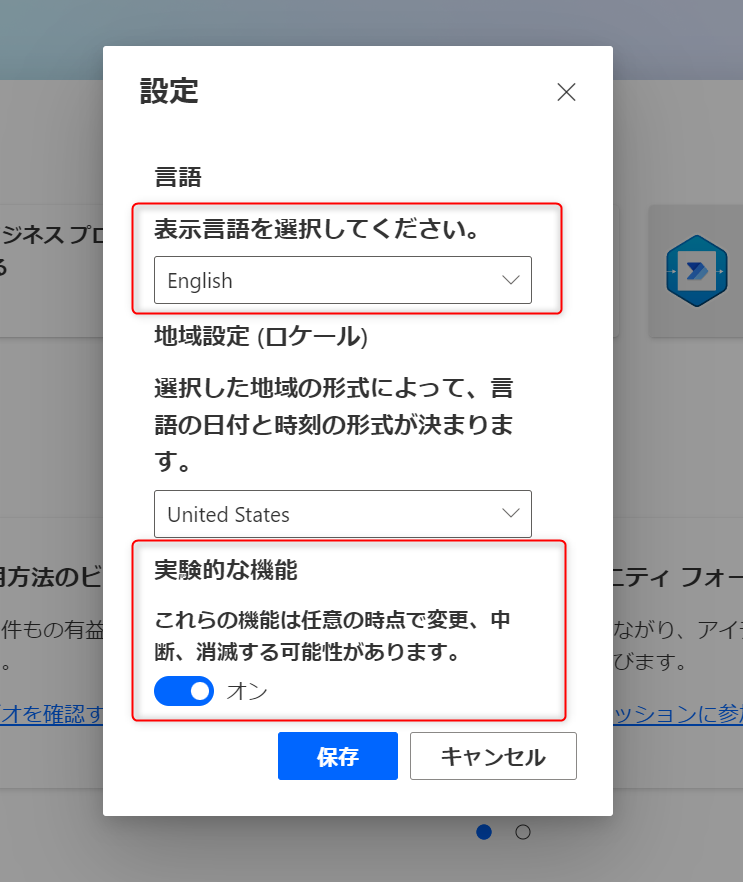 設定
言語
表示言語を選択してください。
English
地域設定 (ロケール)
選択した地域の形式によって、言
語の日付と時刻の形式が決まりま
す。
United States
実験的な機能
これらの機能は任意の時点で変更、中
断、消滅する可能性があります。
オン
保存
キャンセル
ジネス プロ
る
用方法のビ
件もの有益
。
オを確認す
ニティ フォー
ながり、アイデ
びます。
ッションに参加